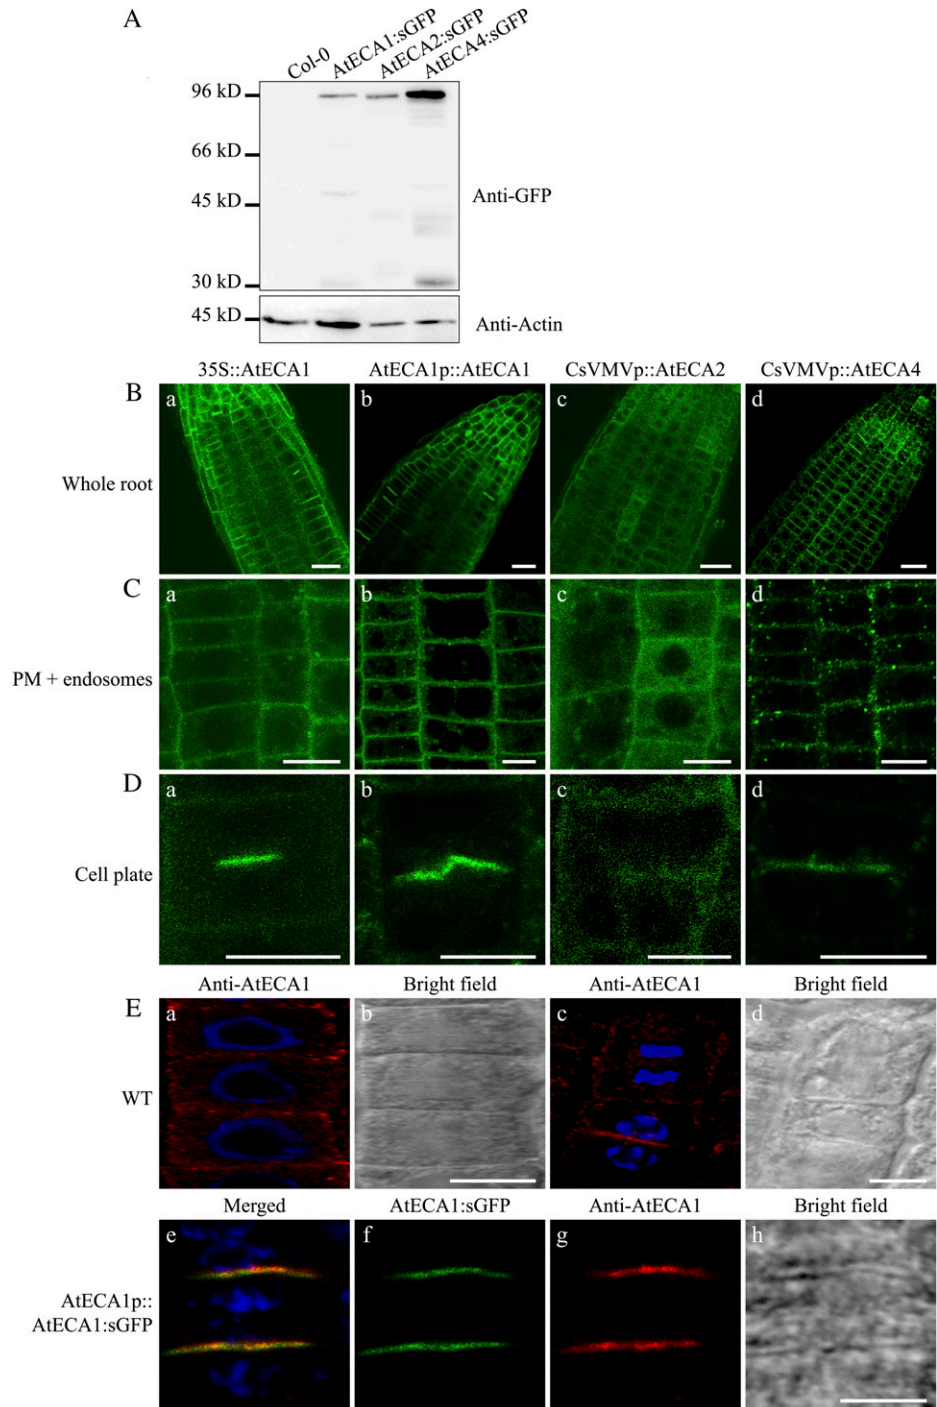 A
Col-0
AtECA1:sGFP
AtECA2:sGFP
AtECA4:sGFP
96 kD
66 kD
45 kD
30 kD
Anti-GFP
45 kD
Anti-Actin
35S::AtECA1 AtECA1p::AtECA1 CsVMVp::AtECA2 CsVMVp::AtECA4
B a b c d
Whole root
C a b c d
PM + endosomes
D a b c d
Cell plate
Anti-AtECA1 Bright field Anti-AtECA1 Bright field
E a b c d
WT
Merged AtECA1:sGFP Anti-AtECA1 Bright field
e f g h
AtECA1p::
AtECA1:sGFP